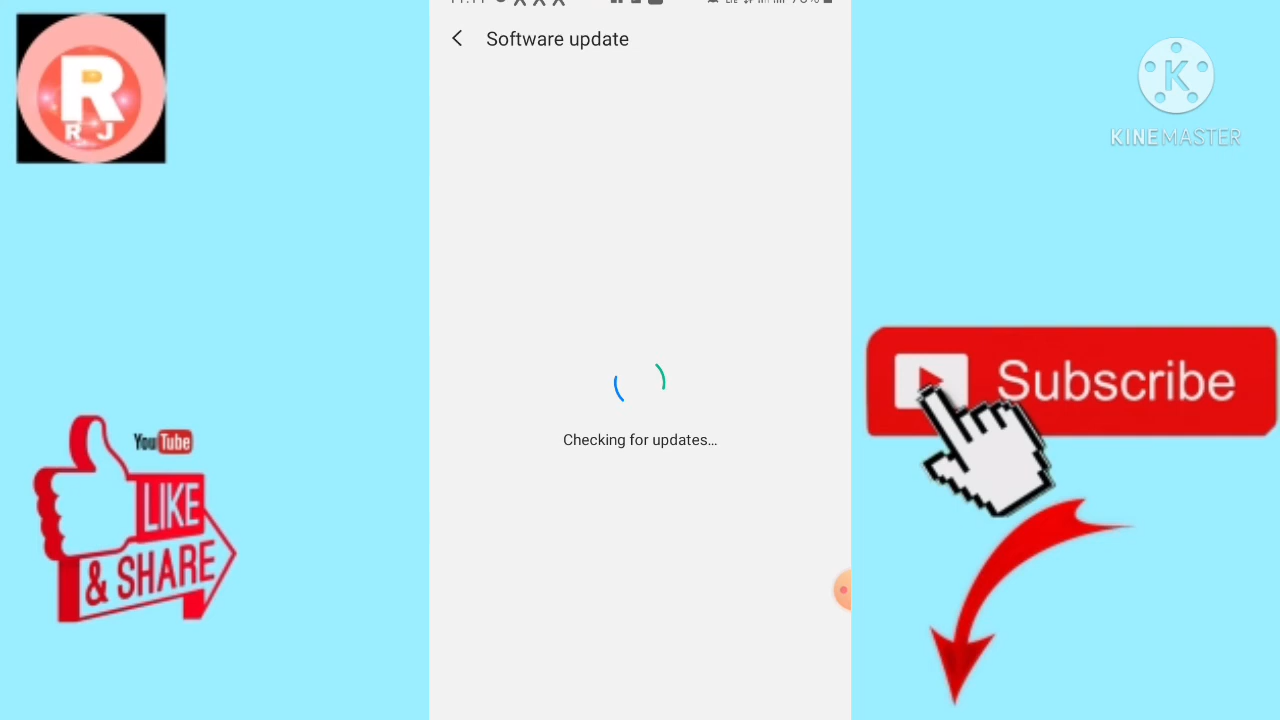 R
R J
Software update
K
KINEMASTER
Checking for updates...
Subscribe
YouTube
LIKE
& SHARE